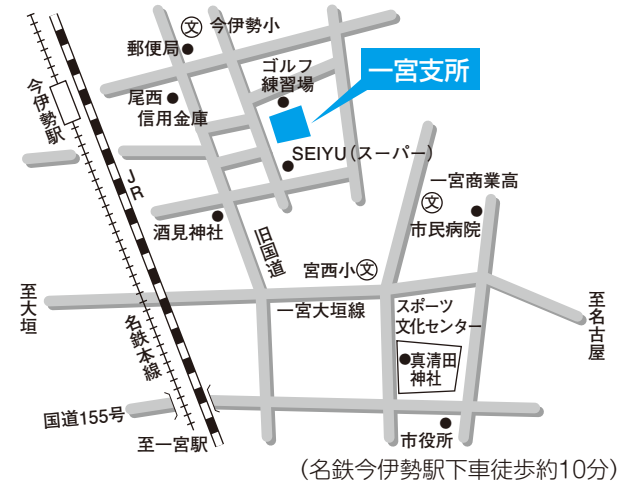 文 今伊勢小
郵便局
ゴルフ
練習場
一宮支所
尾西
信用金庫
今伊勢駅
SEIYU（スーパー）
JR
一宮商業高
文
市民病院
酒見神社
旧国道
宮西小文
至大垣
一宮大垣線
スポーツ
文化センター
至名古屋
名鉄本線
真清田
神社
国道155号
至一宮駅
市役所
（名鉄今伊勢駅下車徒歩約10分）